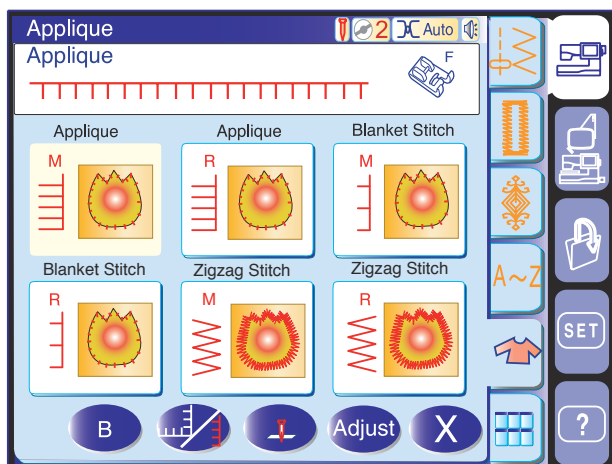 Applique 2 Auto
Applique F
Applique Applique Blanket Stitch
M R M
Blanket Stitch Zigzag Stitch Zigzag Stitch
R M R
A~Z
SET
B Adjust X ?